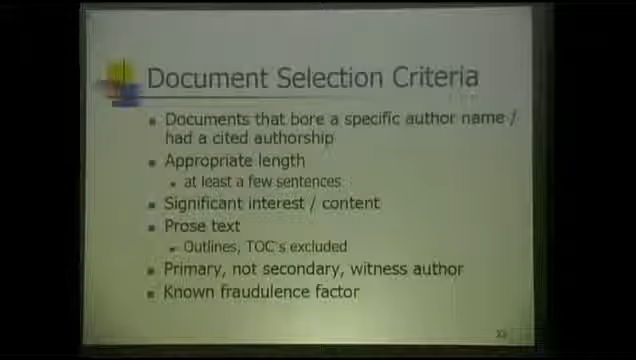 Document Selection Criteria
Documents that bore a specific author name /
had a cited authorship
Appropriate length
at least a few sentences
Significant interest / content
Prose text
Outlines, TOC's excluded
Primary, not secondary, witness author
Known fraudulence factor